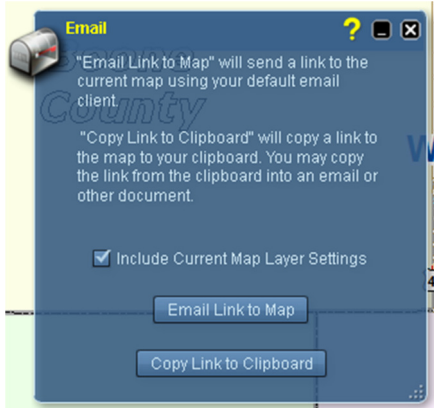 Email
?
"Email Link to Map" will send a link to the
current map using your default email
client.
Boone
County
"Copy Link to Clipboard" will copy a link to
the map to your clipboard. You may copy
the link from the clipboard into an email or
other document.
W
Include Current Map Layer Settings
4
Email Link to Map
Copy Link to Clipboard